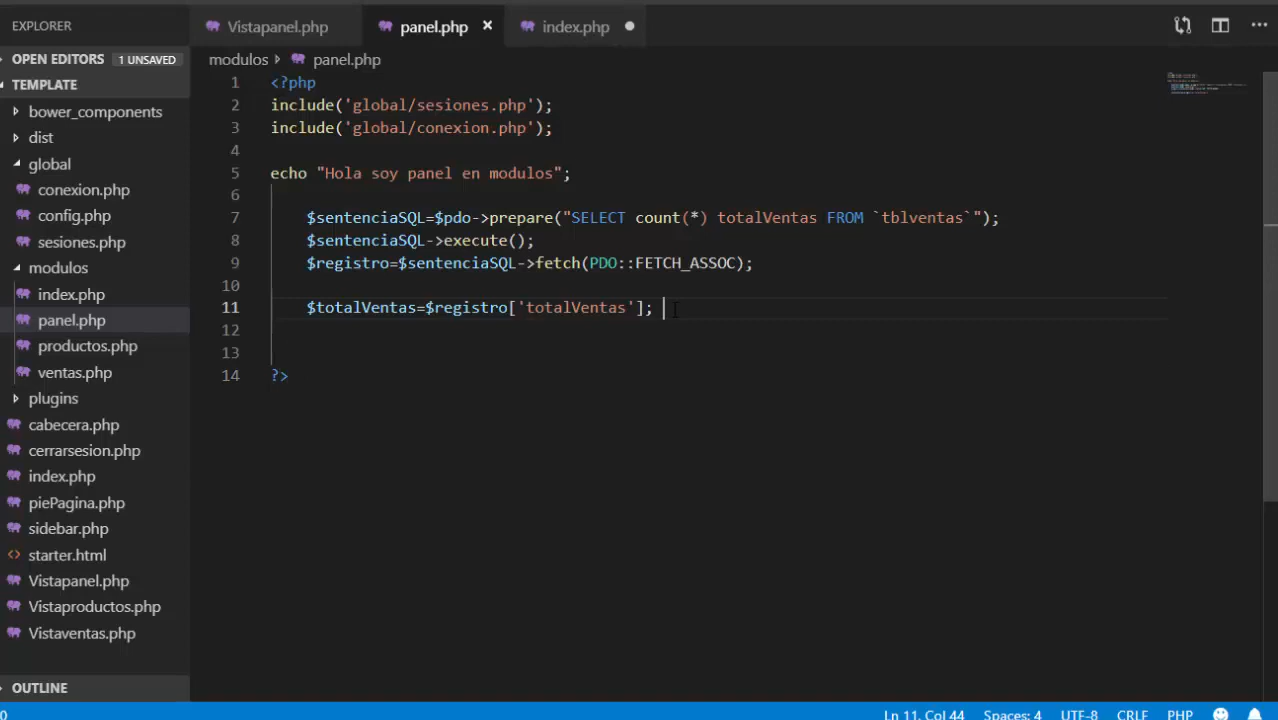 EXPLORER
Vistapanel.php
panel.php
index.php
OPEN EDITORS 1 UNSAVED
modulos panel.php
TEMPLATE
bower_components
dist
global
conexion.php
config.php
sesiones.php
modulos
index.php
panel.php
productos.php
ventas.php
plugins
cabecera.php
cerrarsesion.php
index.php
piePagina.php
sidebar.php
starter.html
Vistapanel.php
Vistaproductos.php
Vistaventas.php
OUTLINE
1 <?php
2 include('global/sesiones.php');
3 include('global/conexion.php');
4
5 echo "Hola soy panel en modulos";
6
7 $sentenciaSQL=$pdo->prepare("SELECT count(*) totalVentas FROM `tblventas`");
8 $sentenciaSQL->execute();
9 $registro=$sentenciaSQL->fetch(PDO::FETCH_ASSOC);
10
11 $totalVentas=$registro['totalVentas'];
12
13
14 ?>
0 Ln 11, Col 44 Spaces: 4 UTF-8 CRLF PHP